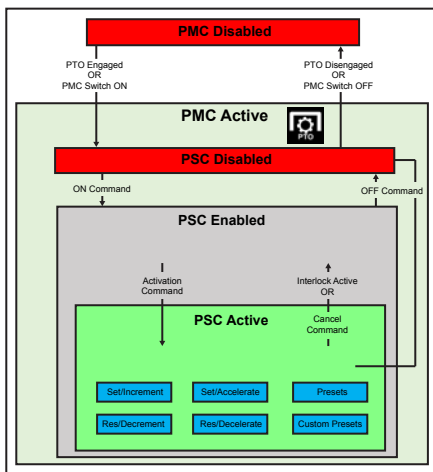 PMC Disabled
PTO Engaged
OR
PMC Switch ON
PTO Disengaged
OR
PMC Switch OFF
PMC Active
PTO
PSC Disabled
ON Command
OFF Command
PSC Enabled
Activation
Command
Interlock Active
OR
Cancel
Command
PSC Active
Set/Increment
Set/Accelerate
Presets
Res/Decrement
Res/Decelerate
Custom Presets